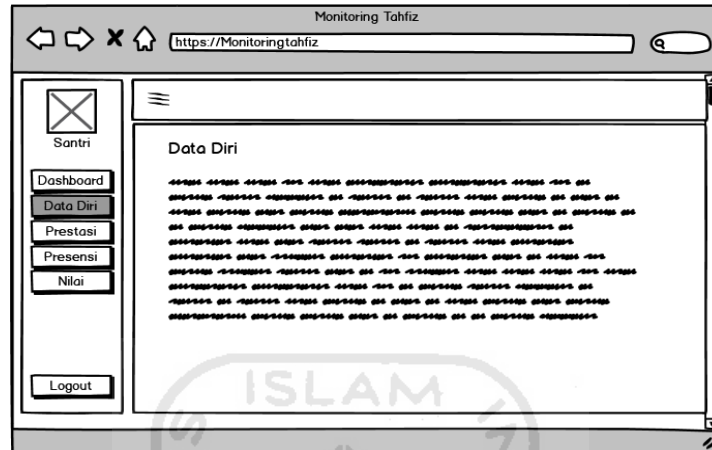 Monitoring Tahfiz
https://Monitoringtahfiz
Santri
Dashboard
Data Diri
Prestasi
Presensi
Nilai
Logout
Data Diri
ISLAM